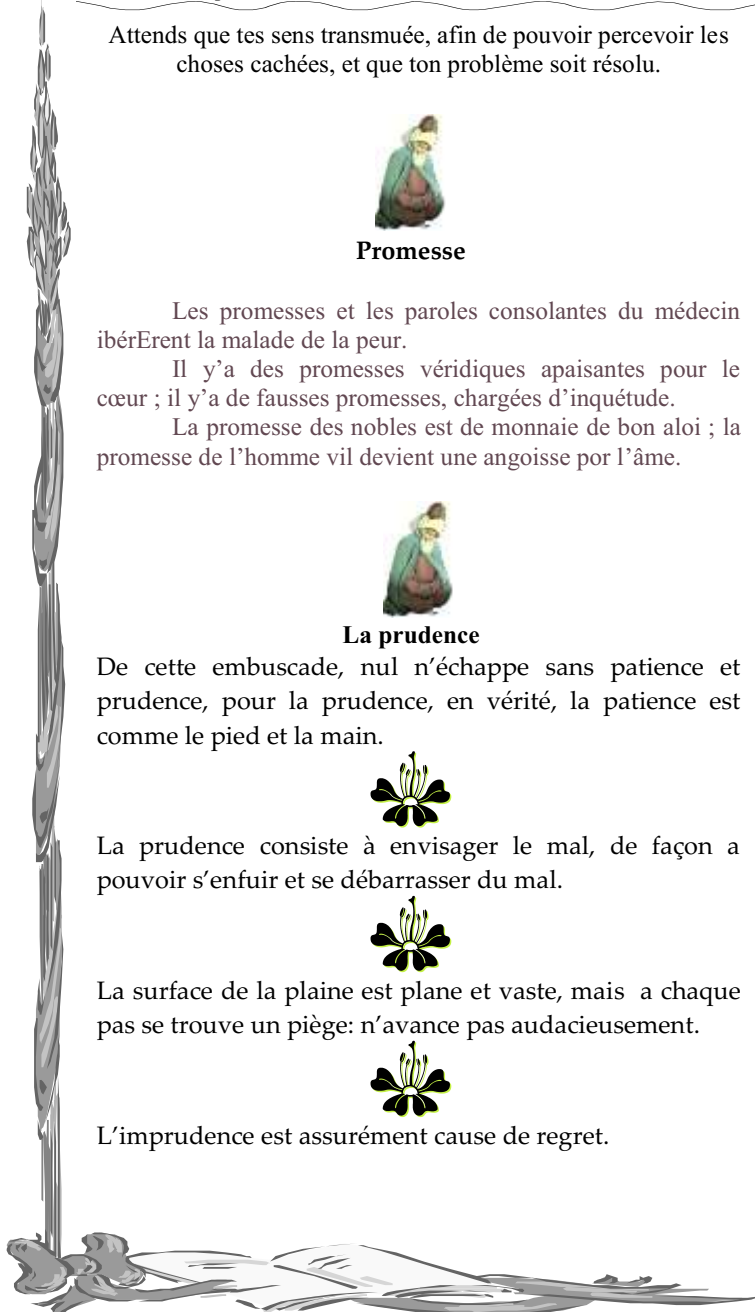 Attends que tes sens transmuée, afin de pouvoir percevoir les
choses cachées, et que ton problème soit résolu.
Promesse
Les promesses et les paroles consolantes du médecin
ibérErent la malade de la peur.
Il y'a des promesses véridiques apaisantes pour le
cœur ; il y'a de fausses promesses, chargées d'inquétude.
La promesse des nobles est de monnaie de bon aloi ; la
promesse de l'homme vil devient une angoisse por l'âme.
La prudence
De cette embuscade, nul n'échappe sans patience et
prudence, pour la prudence, en vérité, la patience est
comme le pied et la main.
La prudence consiste à envisager le mal, de façon a
pouvoir s'enfuir et se débarrasser du mal.
La surface de la plaine est plane et vaste, mais  a chaque
pas se trouve un piège: n'avance pas audacieusement.
L'imprudence est assurément cause de regret.